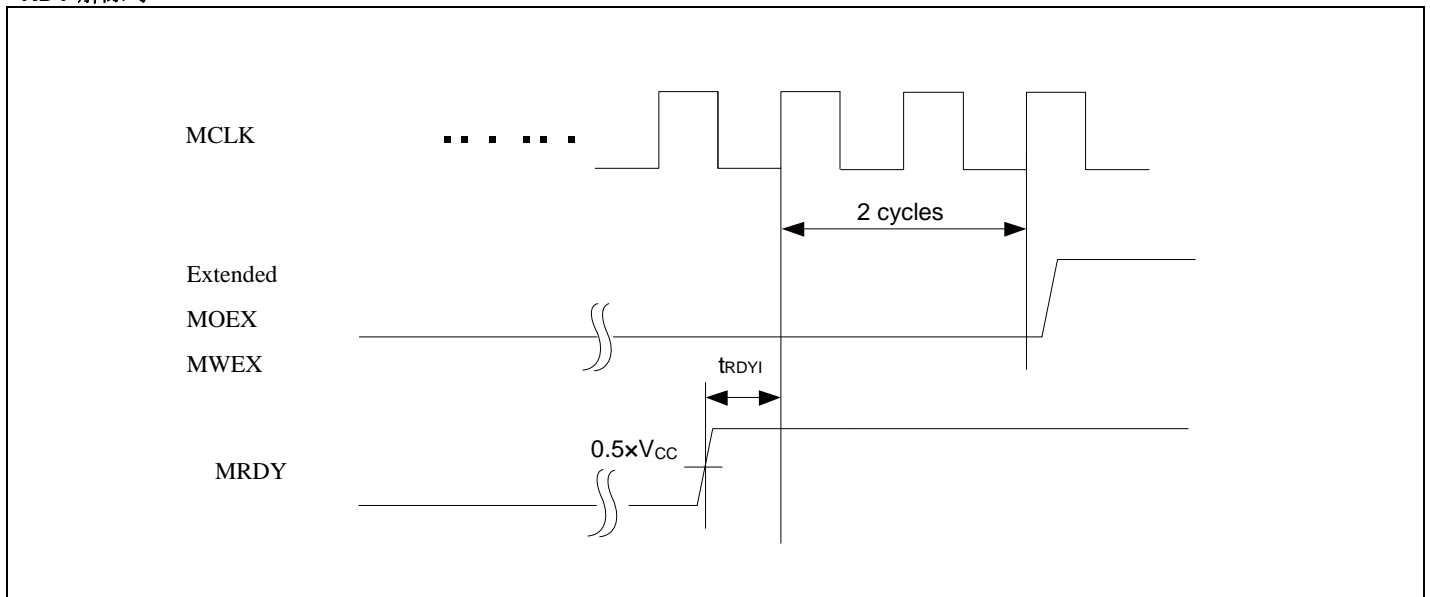 MCLK
2 cycles
Extended
MOEX
MWEX
tRDYI
0.5×VCC
MRDY